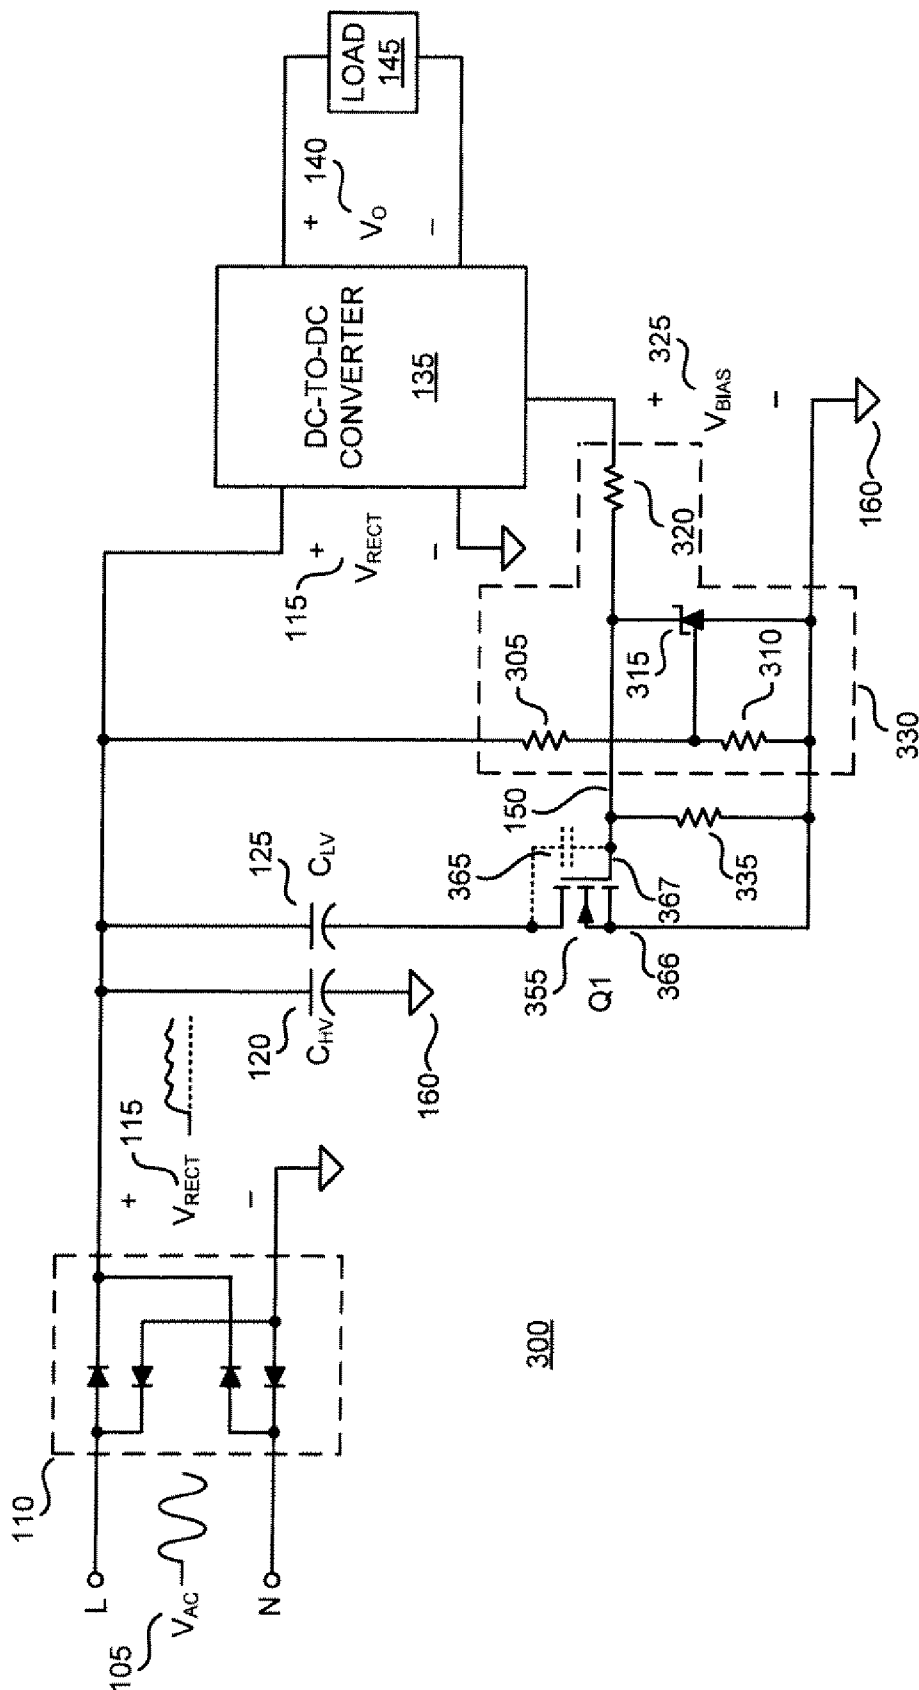 LOAD
145
140
+
V_O
−
DC-TO-DC
CONVERTER
135
+
V_BIAS
−
325
160
115
+
V_RECT
−
320
305
315
310
330
150
365
367
335
125
C_LV
355
Q1
366
120
C_HV
160
115
+
V_RECT
−
300
110
L
V_AC
N
105